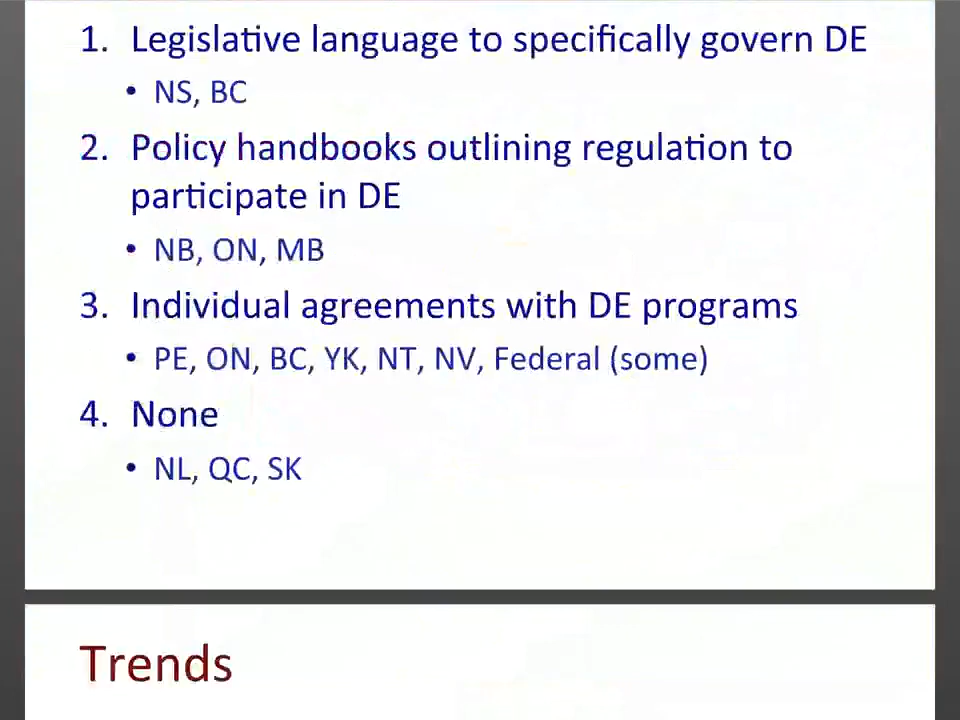 1. Legislative language to specifically govern DE
• NS, BC
2. Policy handbooks outlining regulation to
participate in DE
• NB, ON, MB
3. Individual agreements with DE programs
• PE, ON, BC, YK, NT, NV, Federal (some)
4. None
• NL, QC, SK
Trends